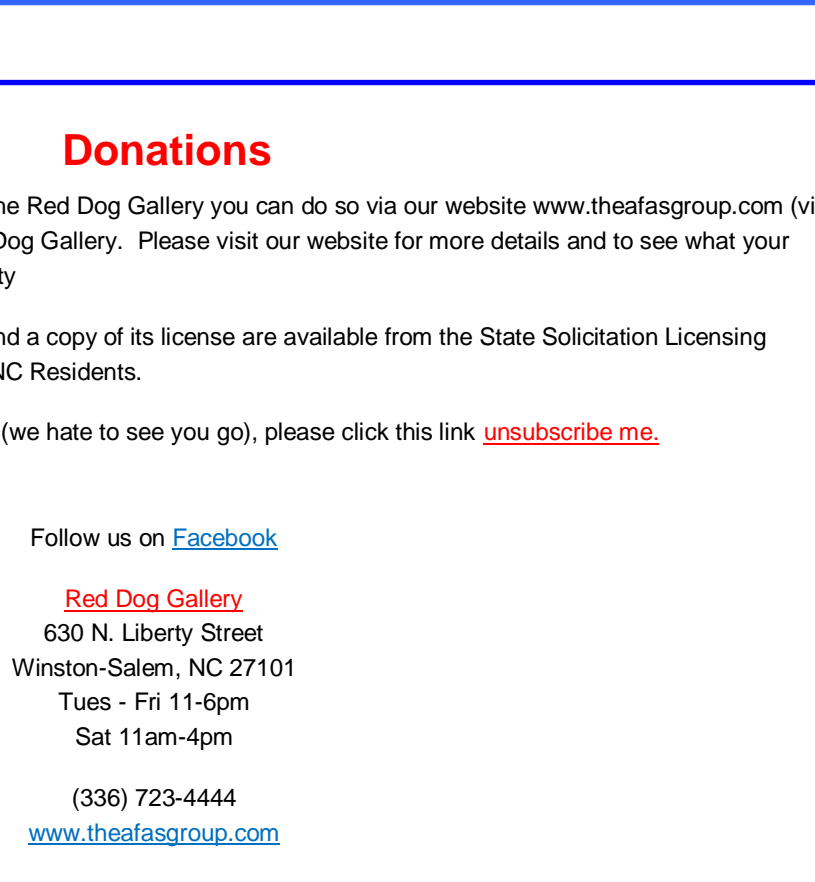 Donations
he Red Dog Gallery you can do so via our website www.theafasgroup.com (vi
Dog Gallery.  Please visit our website for more details and to see what your
ty
nd a copy of its license are available from the State Solicitation Licensing
NC Residents.
(we hate to see you go), please click this link unsubscribe me.
Follow us on Facebook
Red Dog Gallery
630 N. Liberty Street
Winston-Salem, NC 27101
Tues - Fri 11-6pm
Sat 11am-4pm
(336) 723-4444
www.theafasgroup.com